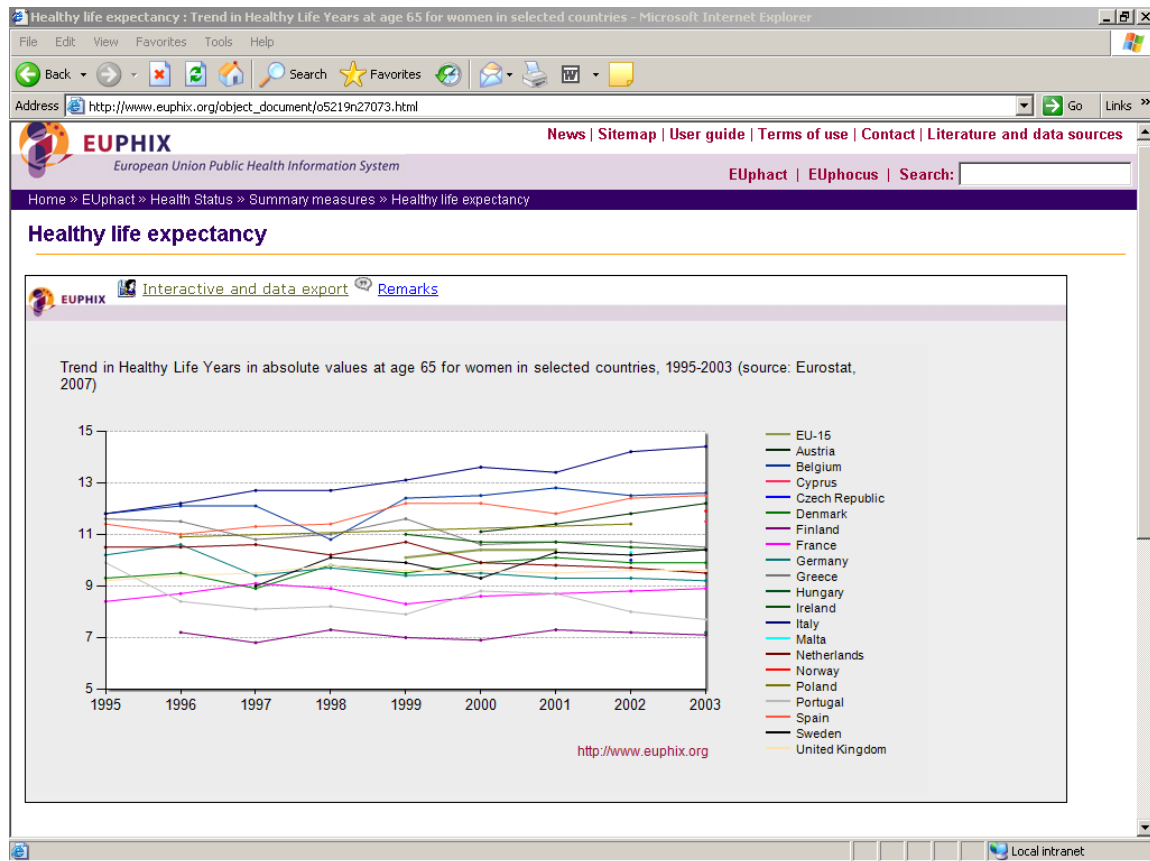 Healthy life expectancy : Trend in Healthy Life Years at age 65 for women in selected countries - Microsoft Internet Explorer
File Edit View Favorites Tools Help
Back Search Favorites
Address http://www.euphix.org/object_document/o5219n27073.html Go Links »
News | Sitemap | User guide | Terms of use | Contact | Literature and data sources
EUPHIX
European Union Public Health Information System
EUphact | EUphocus | Search:
Home » EUphact » Health Status » Summary measures » Healthy life expectancy
Healthy life expectancy
EUPHIX Interactive and data export Remarks
Trend in Healthy Life Years in absolute values at age 65 for women in selected countries, 1995-2003 (source: Eurostat,
2007)
15
13
11
9
7
5
1995 1996 1997 1998 1999 2000 2001 2002 2003
EU-15
Austria
Belgium
Cyprus
Czech Republic
Denmark
Finland
France
Germany
Greece
Hungary
Ireland
Italy
Malta
Netherlands
Norway
Poland
Portugal
Spain
Sweden
United Kingdom
http://www.euphix.org
Local intranet